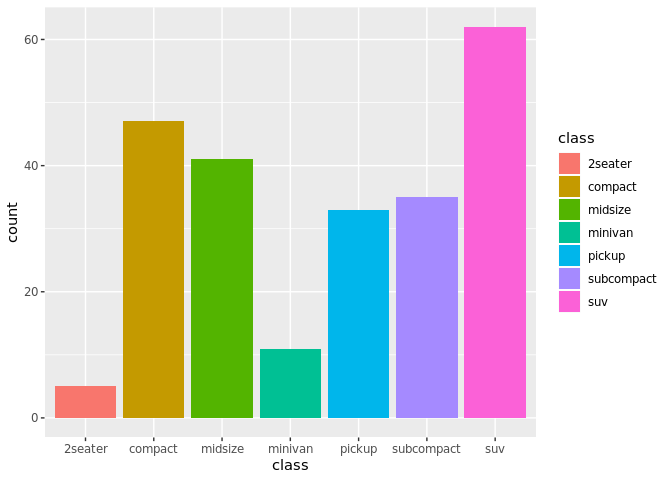 60
40
20
0
count
2seater compact midsize minivan pickup subcompact suv
class
class
2seater
compact
midsize
minivan
pickup
subcompact
suv